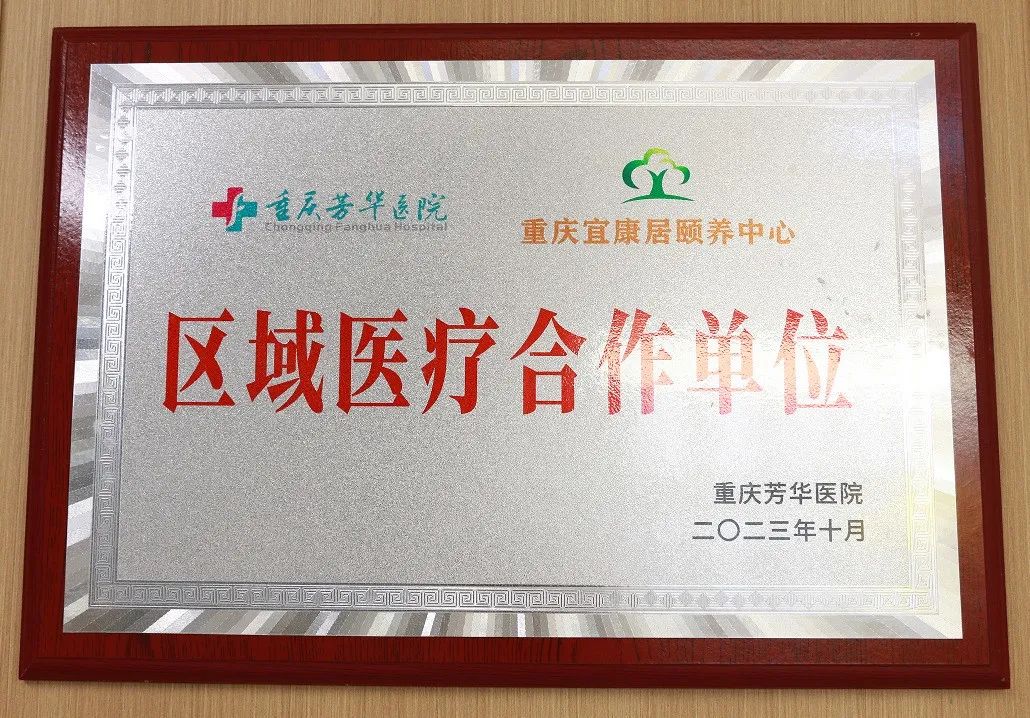 重庆芳华医院
Chongqing Fanghua Hospital
重庆宜康居颐养中心
区域医疗合作单位
重庆芳华医院
二〇二三年十月